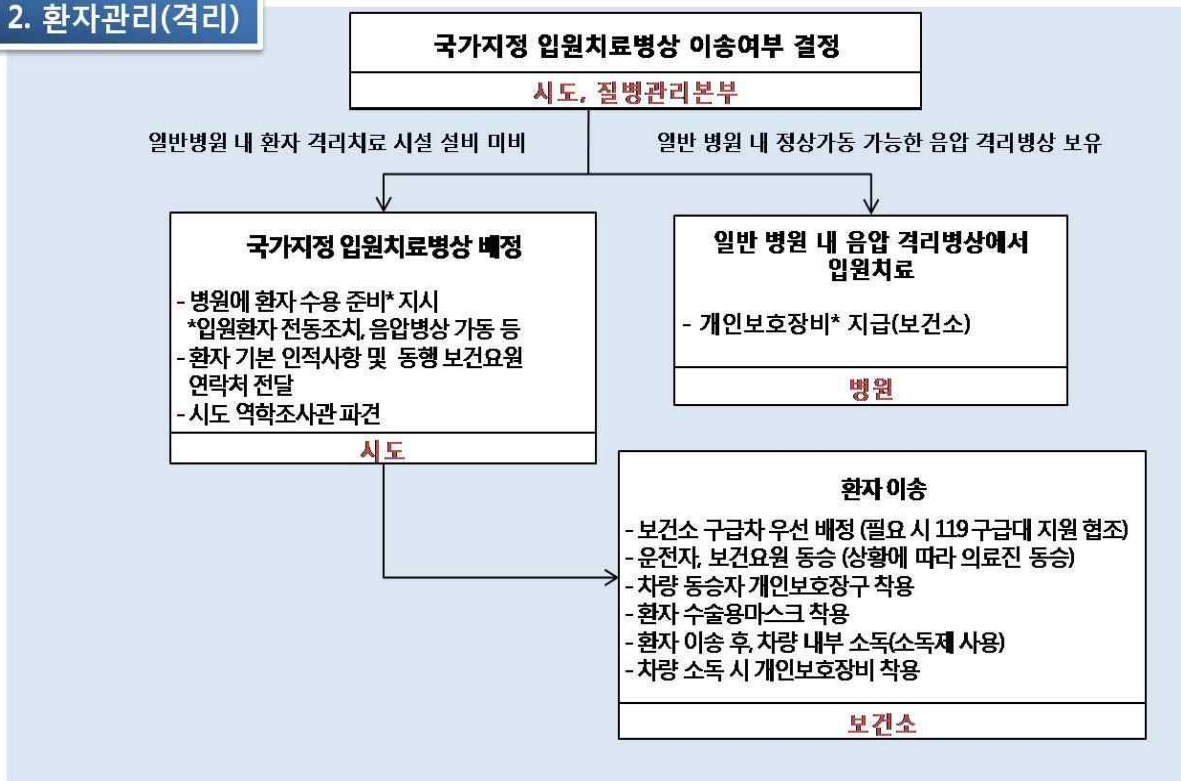 2. 환자관리(격리)
국가지정 입원치료병상 이송여부 결정
시도, 질병관리본부
일반병원 내 환자 격리치료 시설 설비 미비
일반 병원 내 정상가동 가능한 음압 격리병상 보유
국가지정 입원치료병상 배정
- 병원에 환자 수용 준비* 지시
*입원환자 전동조치, 음압병상 가동 등
- 환자 기본 인적사항 및 동행 보건요원
연락처 전달
- 시도 역학조사관 파견
시도
일반 병원 내 음압 격리병상에서
입원치료
- 개인보호장비* 지급(보건소)
병원
환자 이송
- 보건소 구급차 우선 배정 (필요 시 119 구급대 지원 협조)
- 운전자, 보건요원 동승 (상황에 따라 의료진 동승)
- 차량 동승자 개인보호장구 착용
- 환자 수술용마스크 착용
- 환자 이송 후, 차량 내부 소독(소독제 사용)
- 차량 소독 시 개인보호장비 착용
보건소